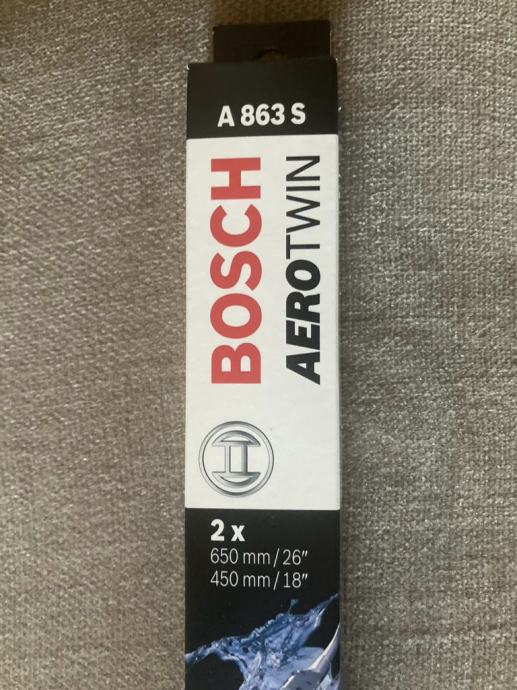 A 863 S
BOSCH
AEROTWIN
2 x
650 mm / 26"
450 mm / 18"